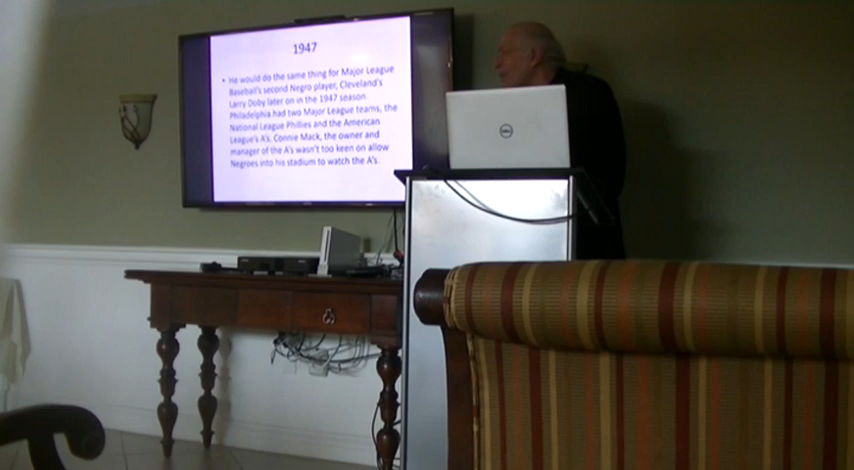 1947
• He would do the same thing for Major League
Baseball's second Negro player, Cleveland's
Larry Doby later on in the 1947 season.
Philadelphia had two Major League teams, the
National League Phillies and the American
League's A's. Connie Mack, the owner and
manager of the A's wasn't too keen on allow
Negroes into his stadium to watch the A's.
DELL